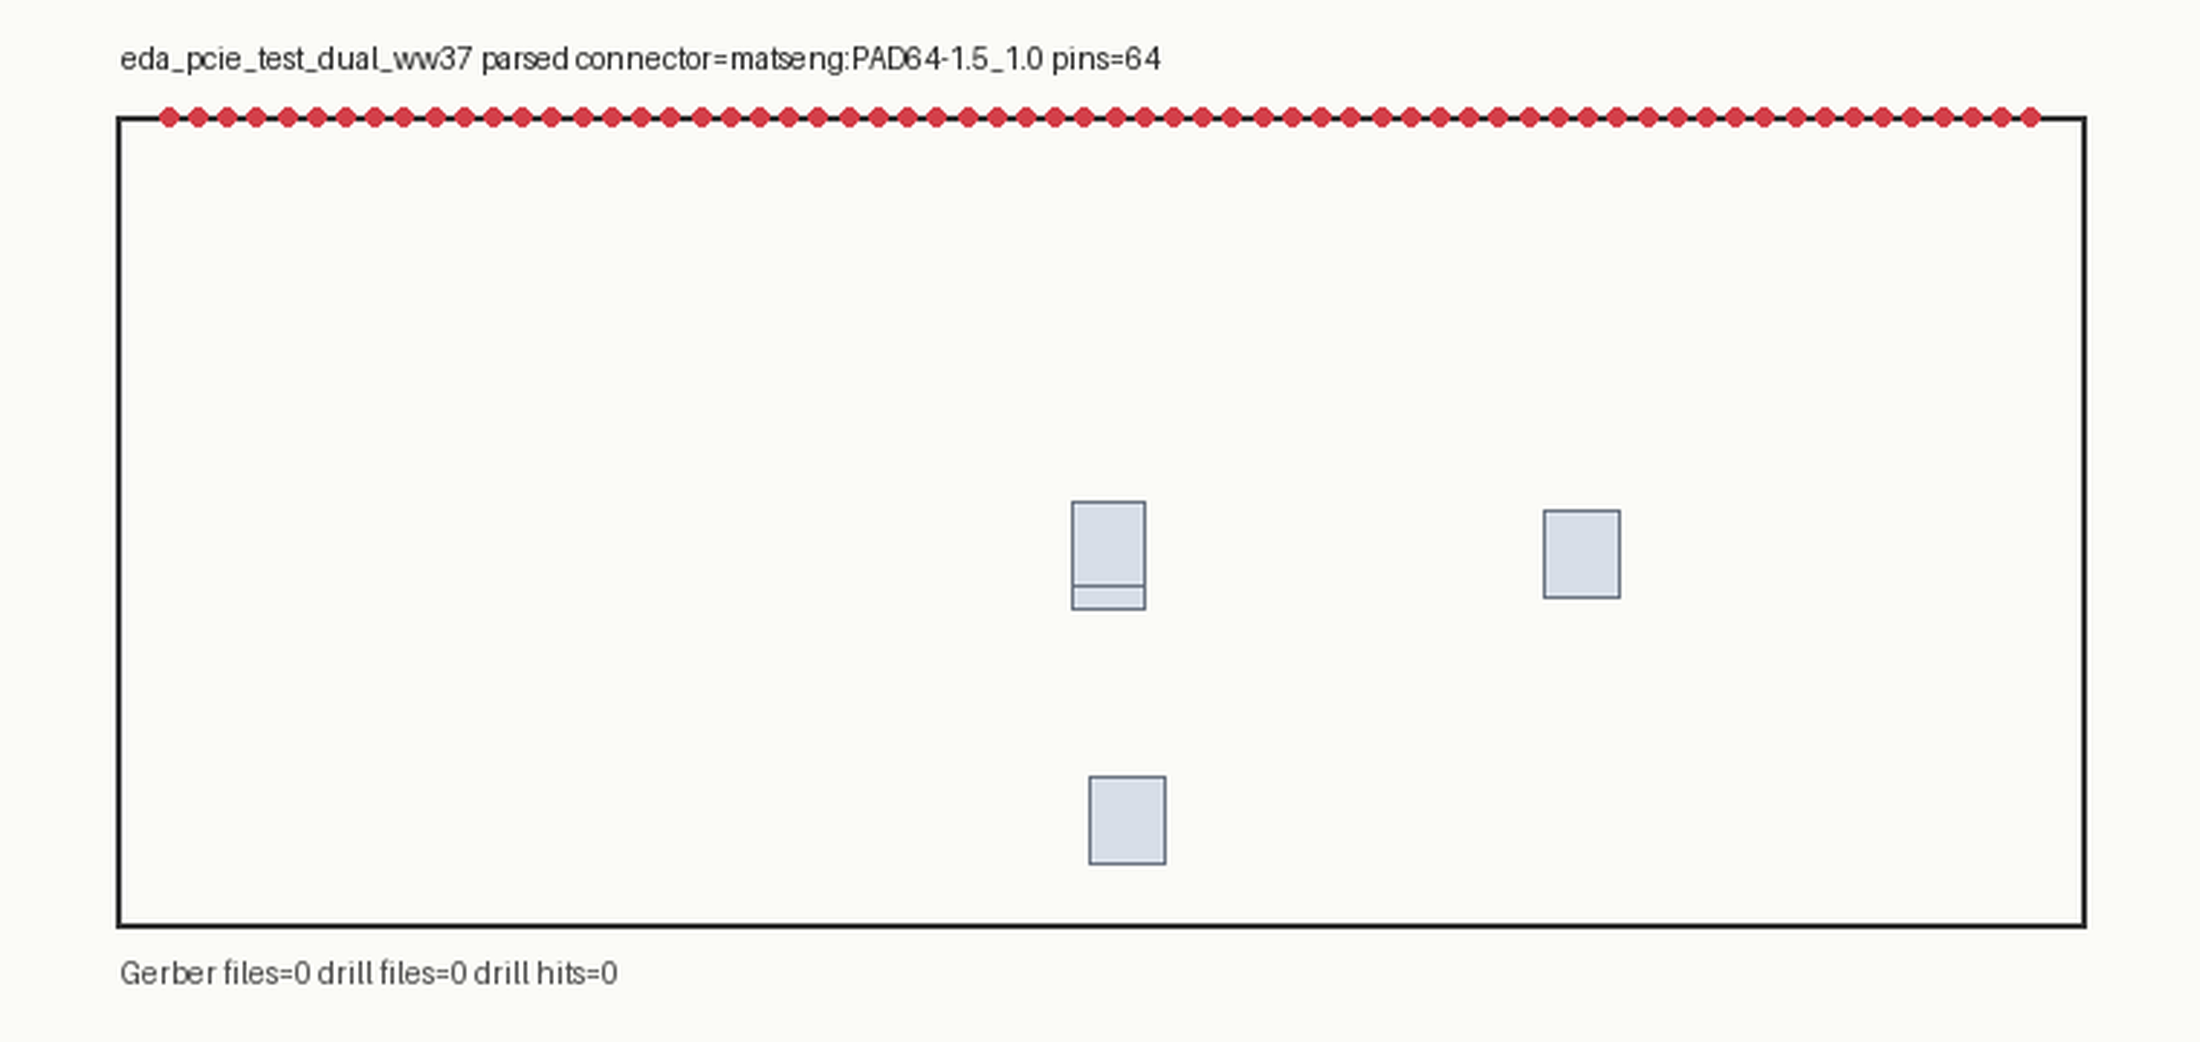 eda_pcie_test_dual_ww37 parsed connector=matseng:PAD64-1.5_1.0 pins=64
Gerber files=0 drill files=0 drill hits=0